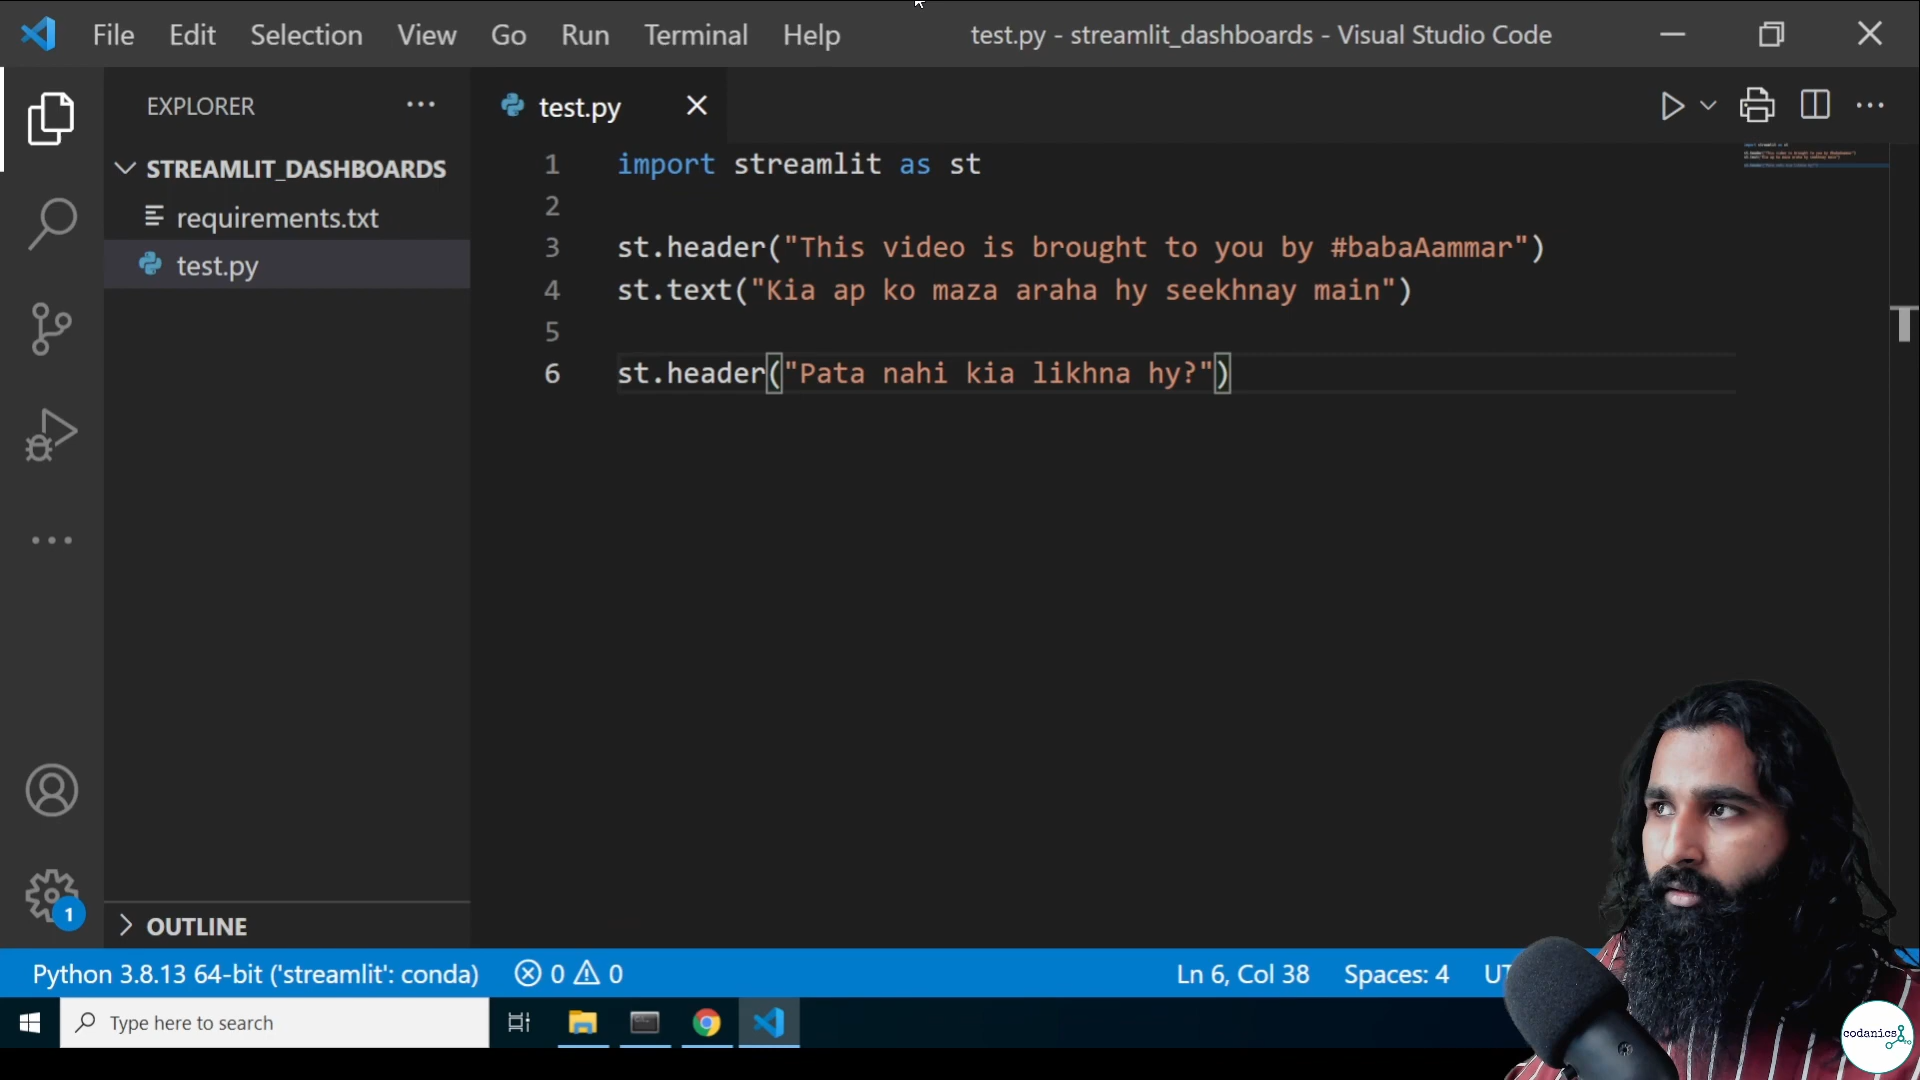 File Edit Selection View Go Run Terminal Help test.py - streamlit_dashboards - Visual Studio Code
EXPLORER
STREAMLIT_DASHBOARDS
requirements.txt
test.py
OUTLINE
test.py
1 import streamlit as st
2
3 st.header("This video is brought to you by #babaAammar")
4 st.text("Kia ap ko maza araha hy seekhnay main")
5
6 st.header("Pata nahi kia likhna hy?")
1
Python 3.8.13 64-bit ('streamlit': conda) 0 0 Ln 6, Col 38 Spaces: 4
Type here to search
codanics